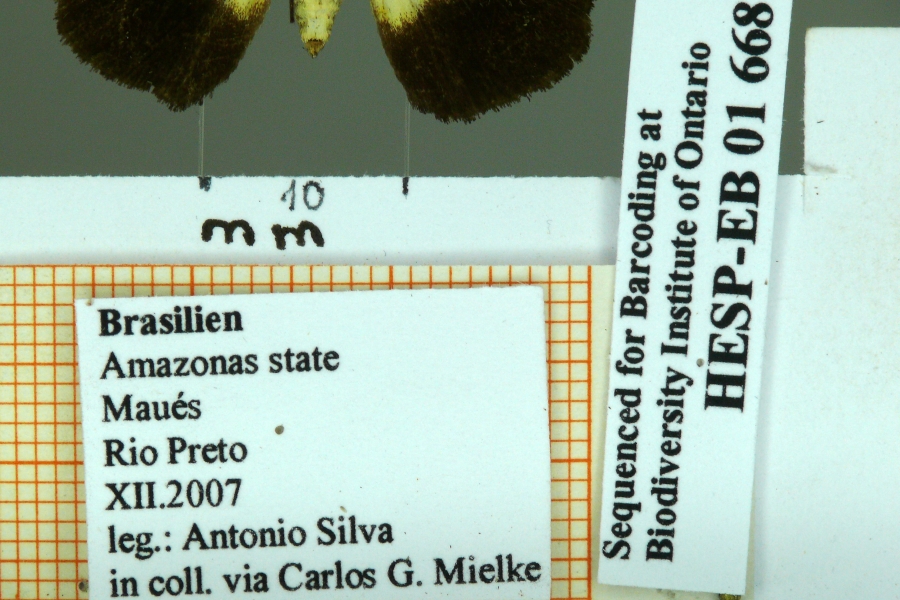 10
mm
Brasilien
Amazonas state
Maués
Rio Preto
XII.2007
leg.: Antonio Silva
in coll. via Carlos G. Mielke
Sequenced for Barcoding at
Biodiversity Institute of Ontario
HESP-EB 01 668